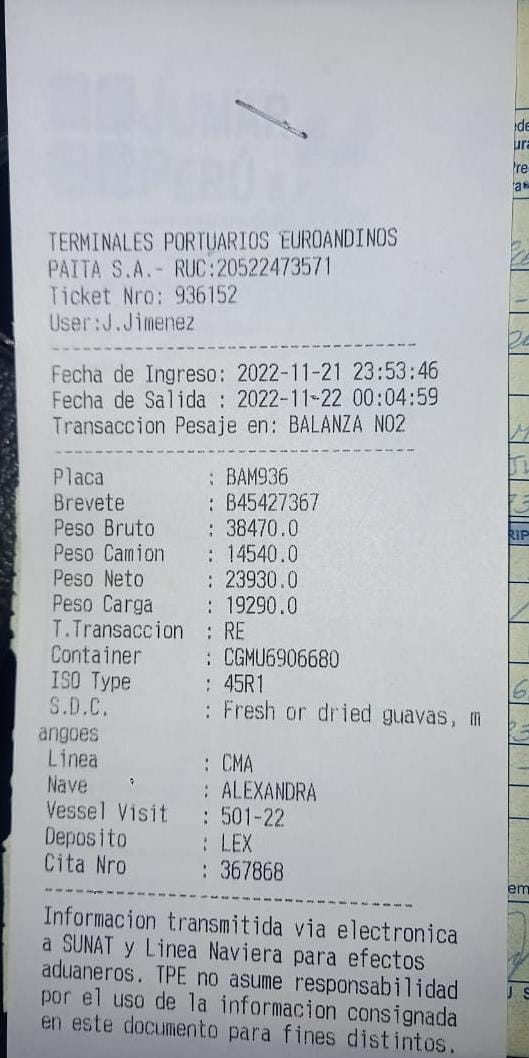 TERMINALES PORTUARIOS EUROANDINOS
PAITA S.A.- RUC:20522473571
Ticket Nro: 936152
User:J.Jimenez
Fecha de Ingreso: 2022-11-21 23:53:46
Fecha de Salida : 2022-11-22 00:04:59
Transaccion Pesaje en: BALANZA NO2
Placa : BAM936
Brevete : B45427367
Peso Bruto : 38470.0
Peso Camion : 14540.0
Peso Neto : 23930.0
Peso Carga : 19290.0
T.Transaccion : RE
Container : CGMU6906680
ISO Type : 45R1
S.D.C. : Fresh or dried guavas, m
angoes
Linea : CMA
Nave : ALEXANDRA
Vessel Visit : 501-22
Deposito : LEX
Cita Nro : 367868
Informacion transmitida via electronica
a SUNAT y Linea Naviera para efectos
aduaneros. TPE no asume responsabilidad
por el uso de la informacion consignada
en este documento para fines distintos.